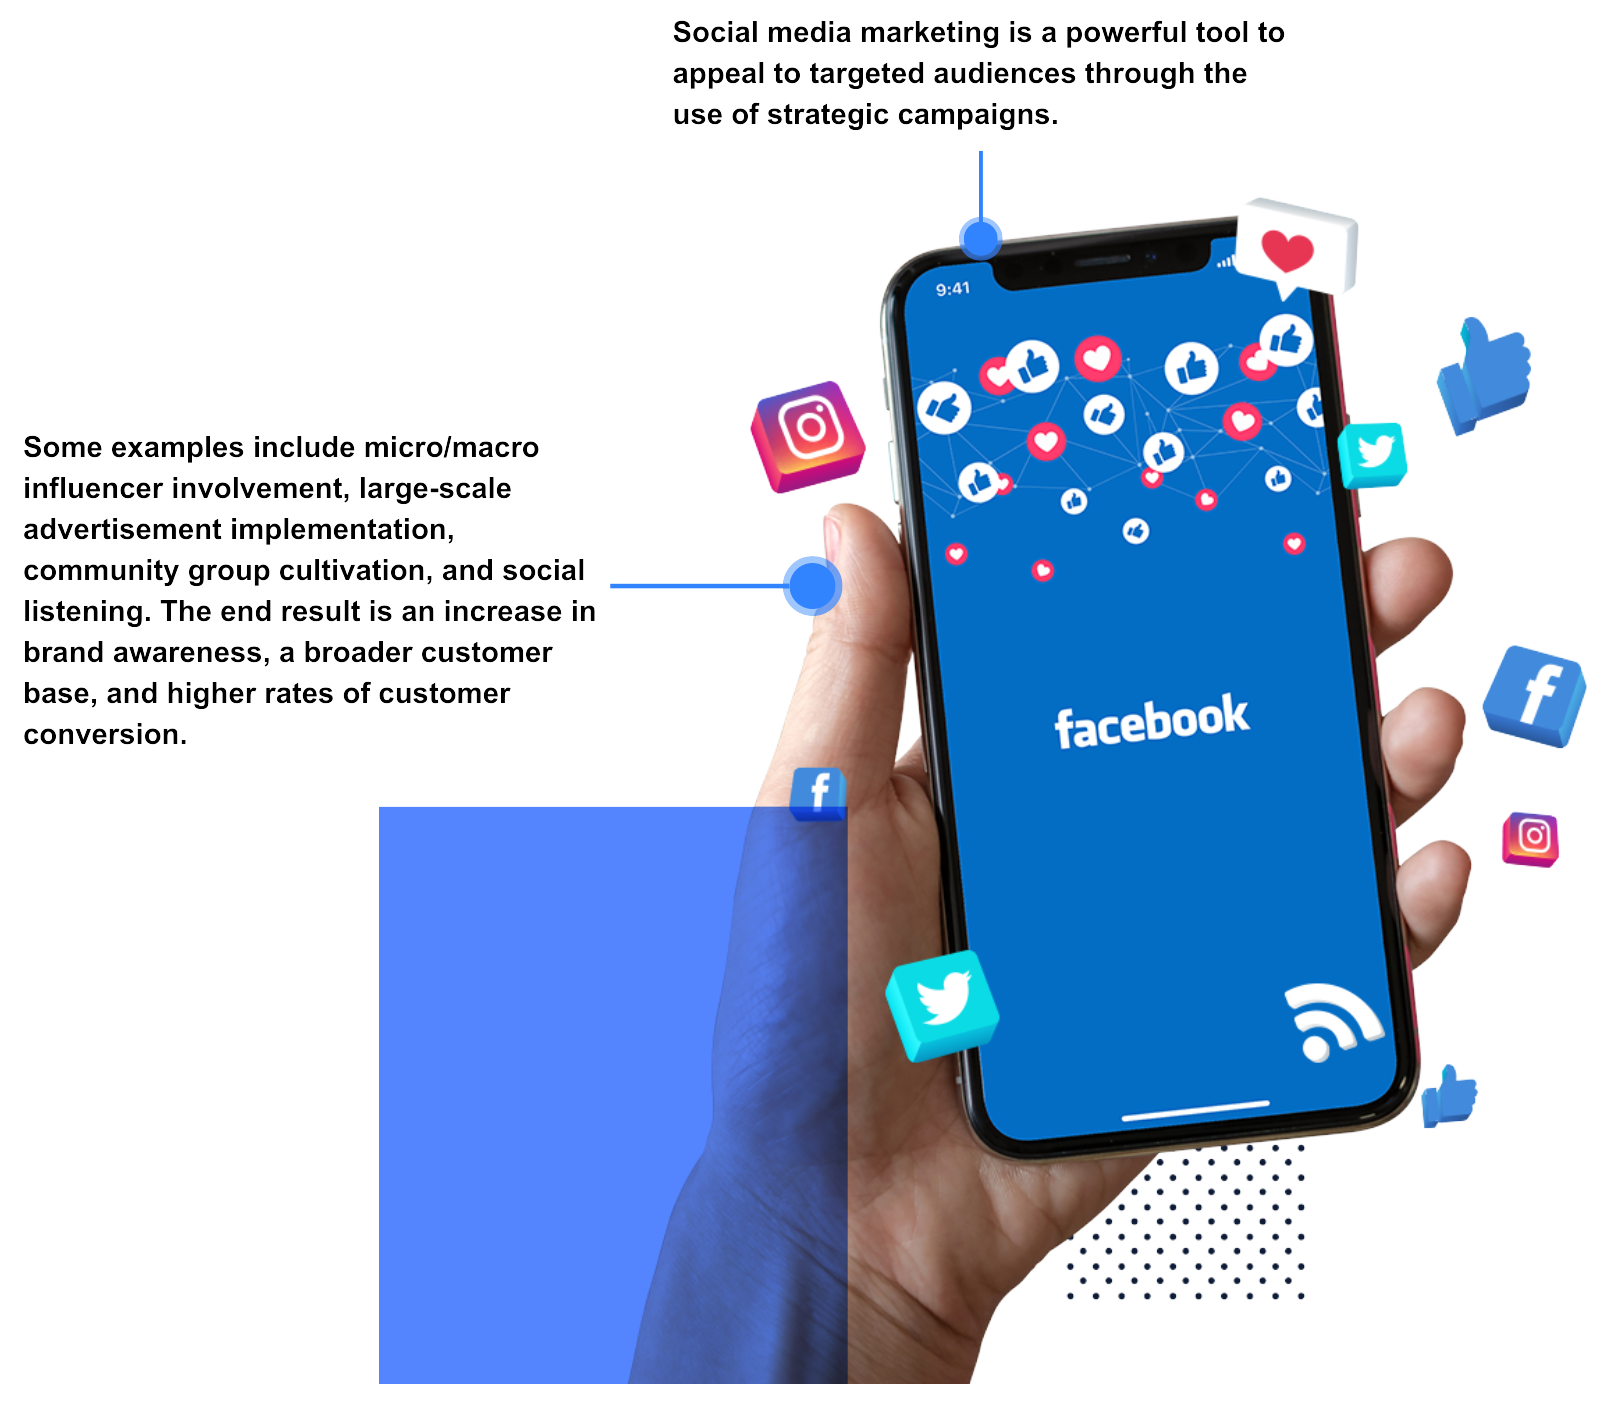 Social media marketing is a powerful tool to
appeal to targeted audiences through the
use of strategic campaigns.
9:41
Some examples include micro/macro
influencer involvement, large-scale
advertisement implementation,
community group cultivation, and social
listening. The end result is an increase in
brand awareness, a broader customer
base, and higher rates of customer
conversion.
facebook